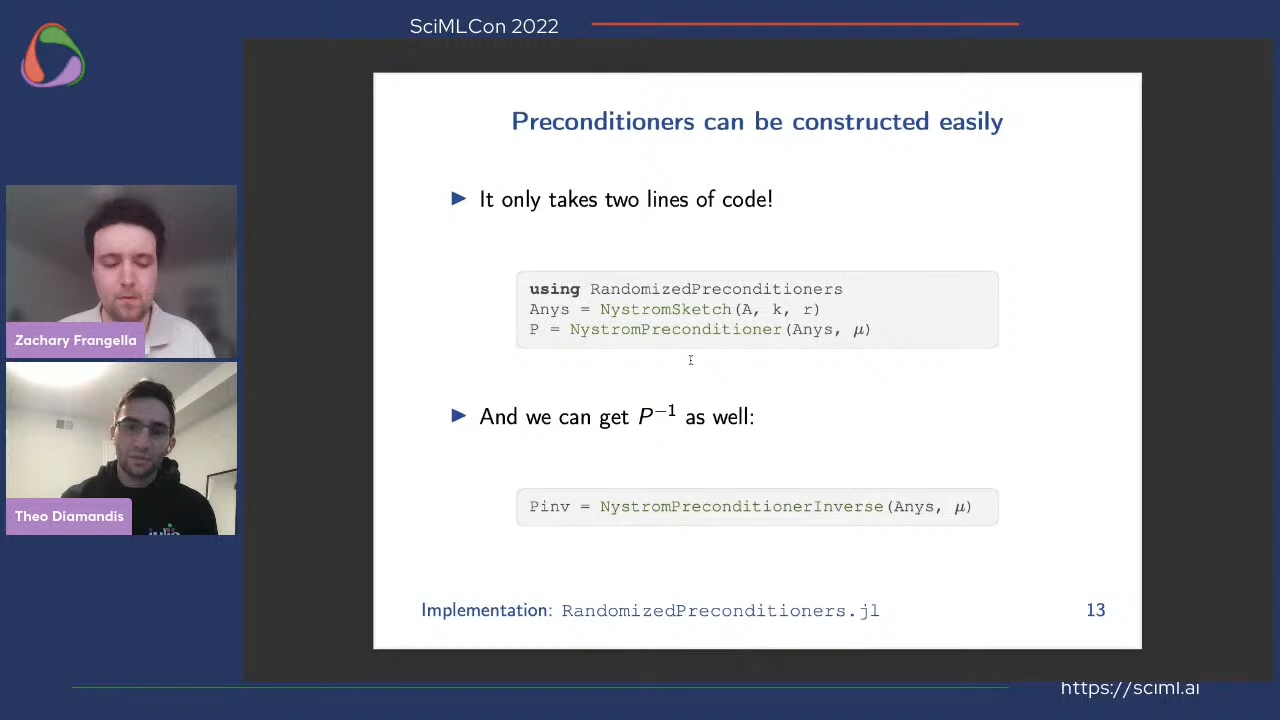 SciMLCon 2022
Preconditioners can be constructed easily
It only takes two lines of code!
using RandomizedPreconditioners
Anys = NystromSketch(A, k, r)
P = NystromPreconditioner(Anys, μ)
And we can get P⁻¹ as well:
Pinv = NystromPreconditionerInverse(Anys, μ)
Implementation: RandomizedPreconditioners.jl
13
Zachary Frangella
Theo Diamandis
julia
https://sciml.ai